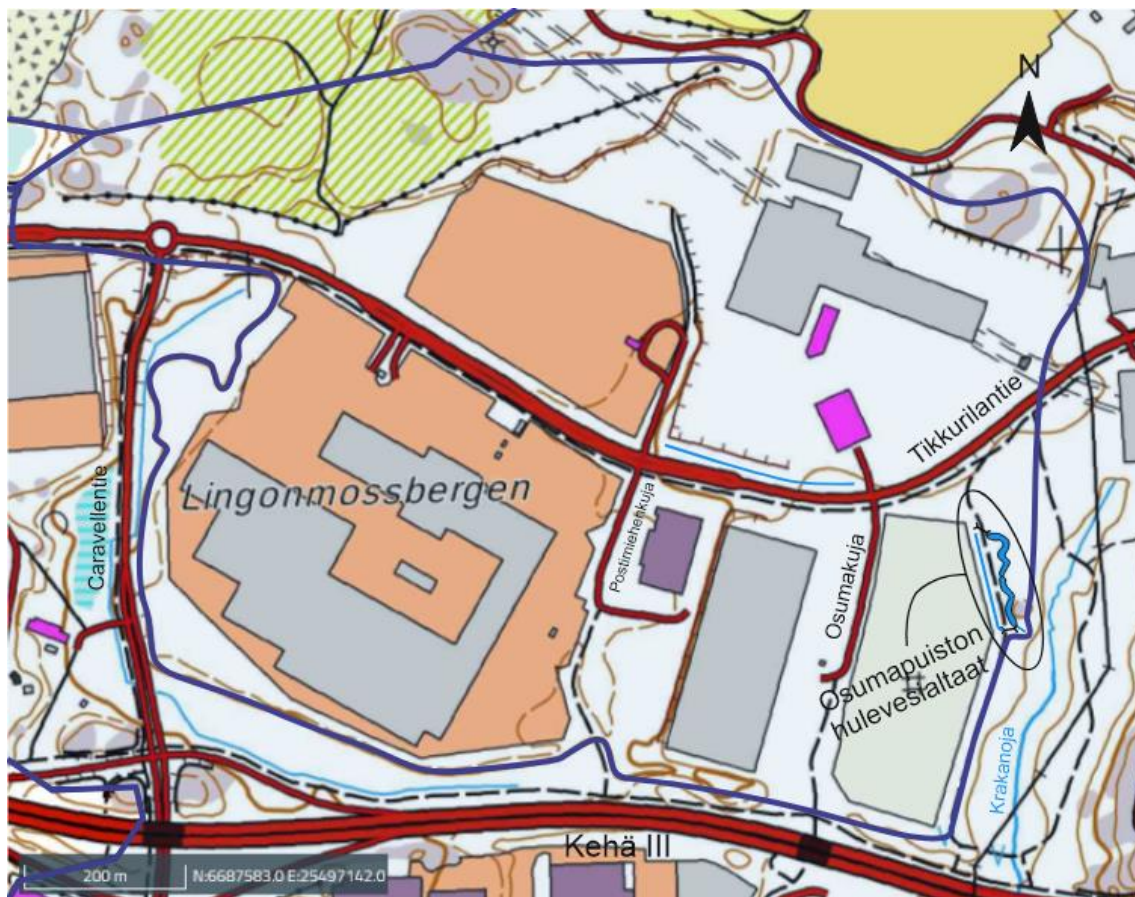 N
Tikkurilantie
Lingonmossbergen
Caravellentie
Postimiehenkuja
Osumakuja
Osumapuiston
hulevesialtaat
Krakanoja
Kehä III
200 m
N:6687583.0 E:25497142.0